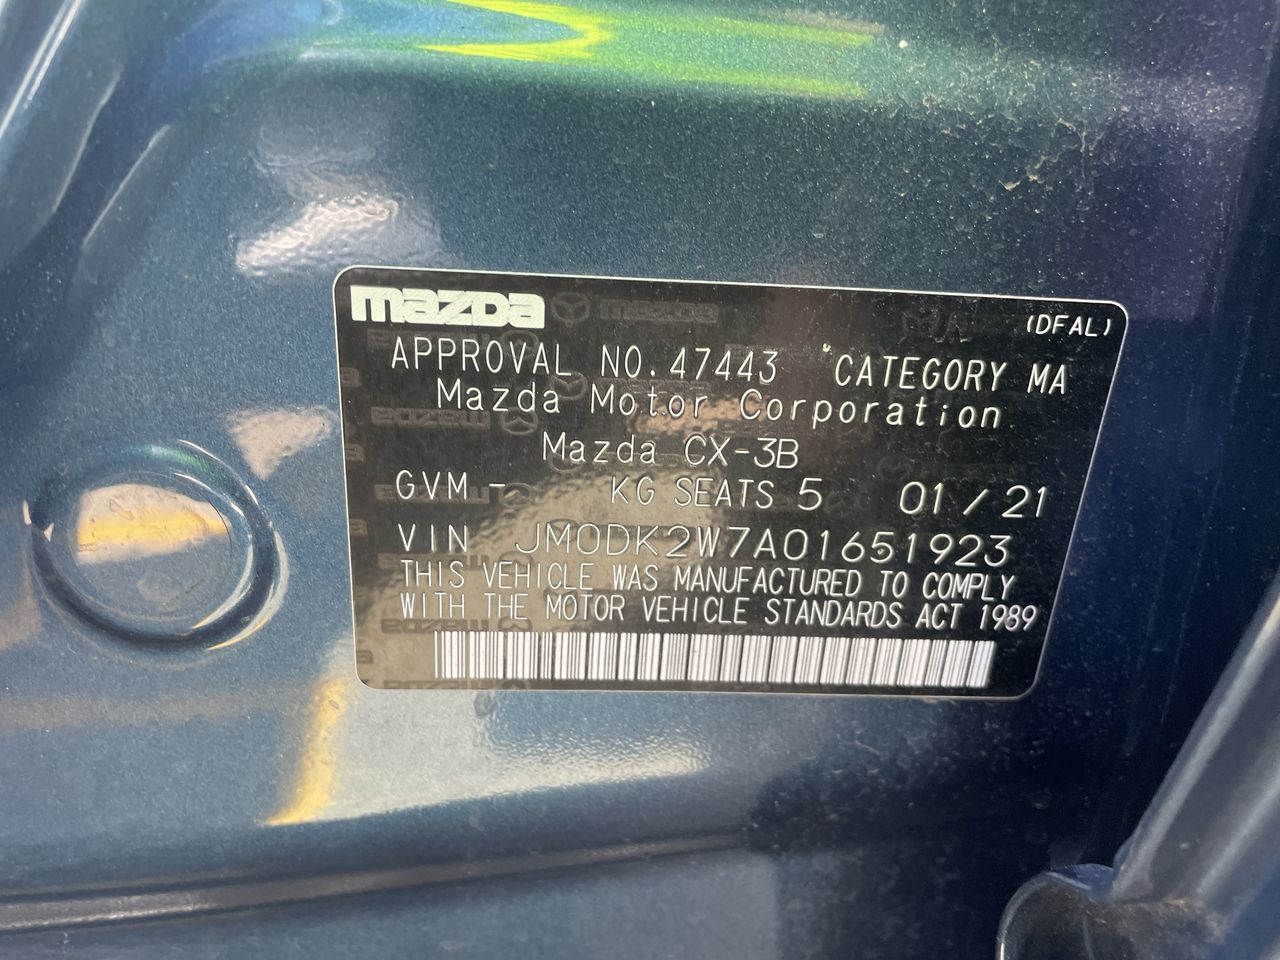 mazda
(DFAL)
APPROVAL NO. 47443 CATEGORY MA
Mazda Motor Corporation
Mazda CX-3B
GVM - KG SEATS 5 01/21
VIN JM0DK2W7A01651923
THIS VEHICLE WAS MANUFACTURED TO COMPLY
WITH THE MOTOR VEHICLE STANDARDS ACT 1989